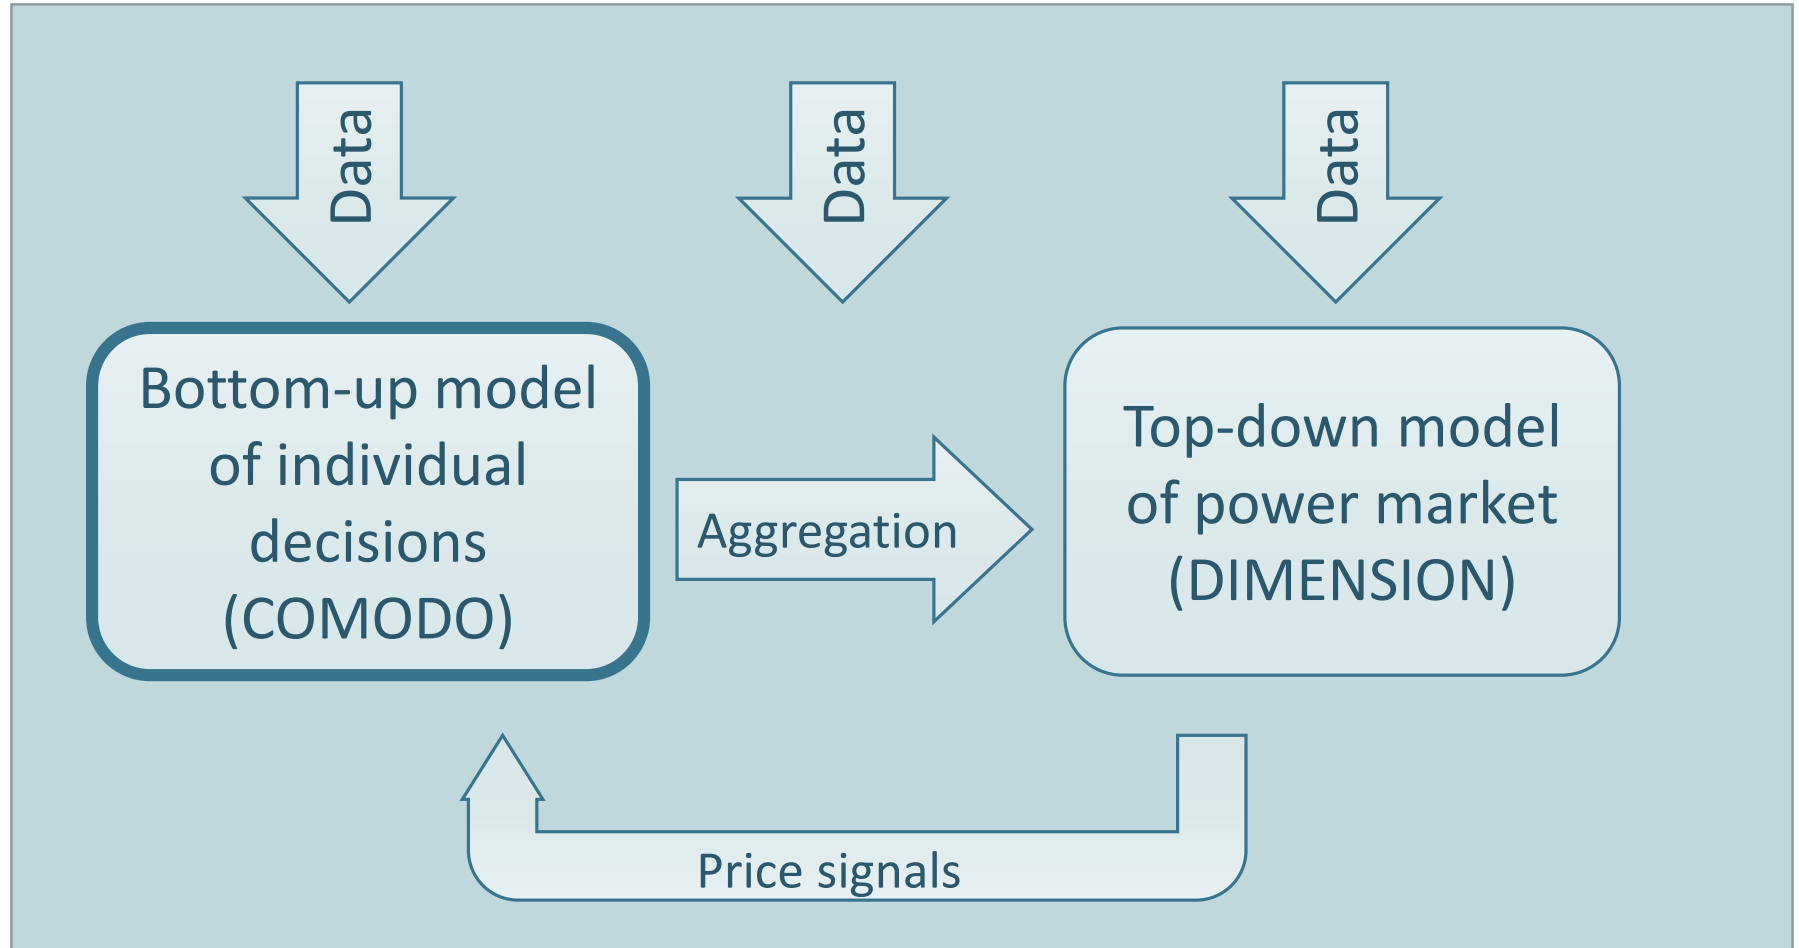 Data
Data
Data
Bottom-up model
of individual
decisions
(COMODO)
Aggregation
Top-down model
of power market
(DIMENSION)
Price signals